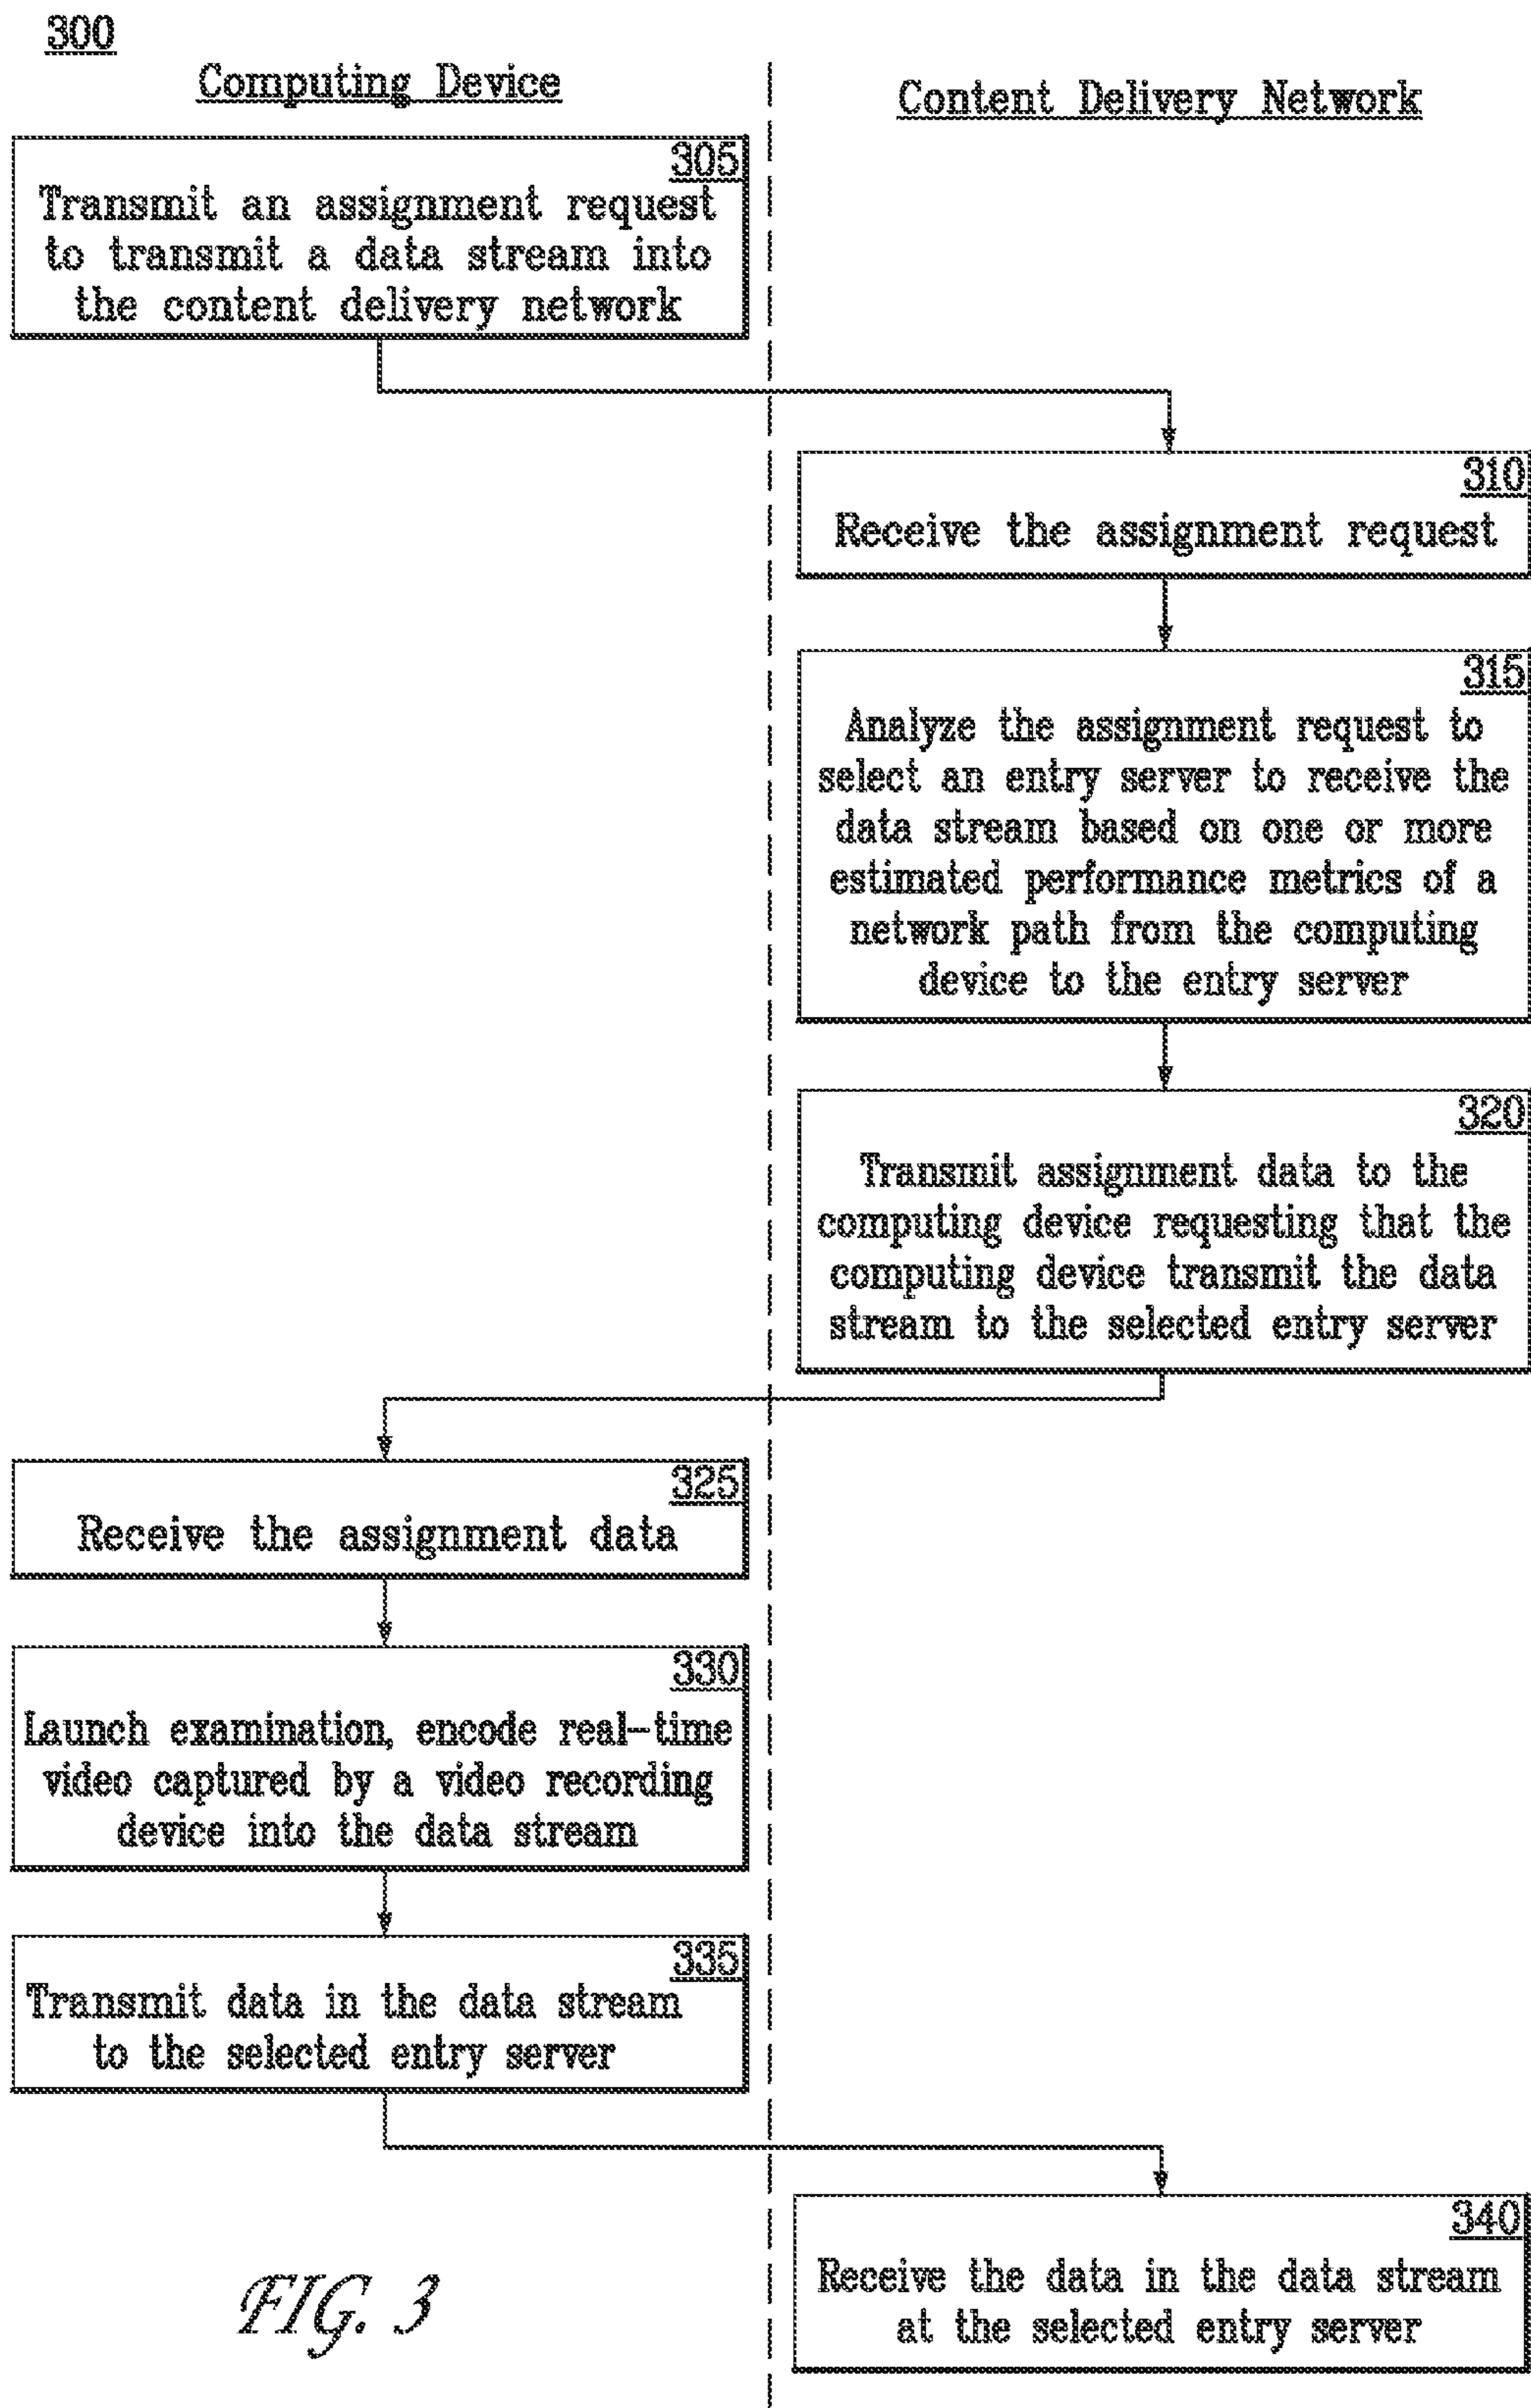 300
Computing Device
Content Delivery Network
305
Transmit an assignment request
to transmit a data stream into
the content delivery network
310
Receive the assignment request
315
Analyze the assignment request to
select an entry server to receive the
data stream based on one or more
estimated performance metrics of a
network path from the computing
device to the entry server
320
Transmit assignment data to the
computing device requesting that the
computing device transmit the data
stream to the selected entry server
325
Receive the assignment data
330
Launch examination, encode real-time
video captured by a video recording
device into the data stream
335
Transmit data in the data stream
to the selected entry server
340
Receive the data in the data stream
at the selected entry server
FIG. 3